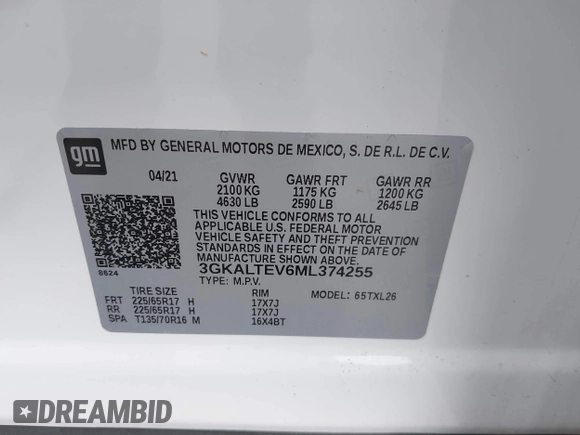 gm
MFD BY GENERAL MOTORS DE MEXICO, S. DE R.L. DE C.V.
04/21 GVWR GAWR FRT GAWR RR
2100 KG 1175 KG 1200 KG
4630 LB 2590 LB 2645 LB
THIS VEHICLE CONFORMS TO ALL
APPLICABLE U.S. FEDERAL MOTOR
VEHICLE SAFETY AND THEFT PREVENTION
STANDARDS IN EFFECT ON THE DATE OF
MANUFACTURE SHOWN ABOVE.
8624 3GKALTEV6ML374255
TYPE: M.P.V.
TIRE SIZE RIM MODEL: 65TXL26
FRT 225/65R17 H 17X7J
RR 225/65R17 H 17X7J
SPA T135/70R16 M 16X4BT
DREAMBID